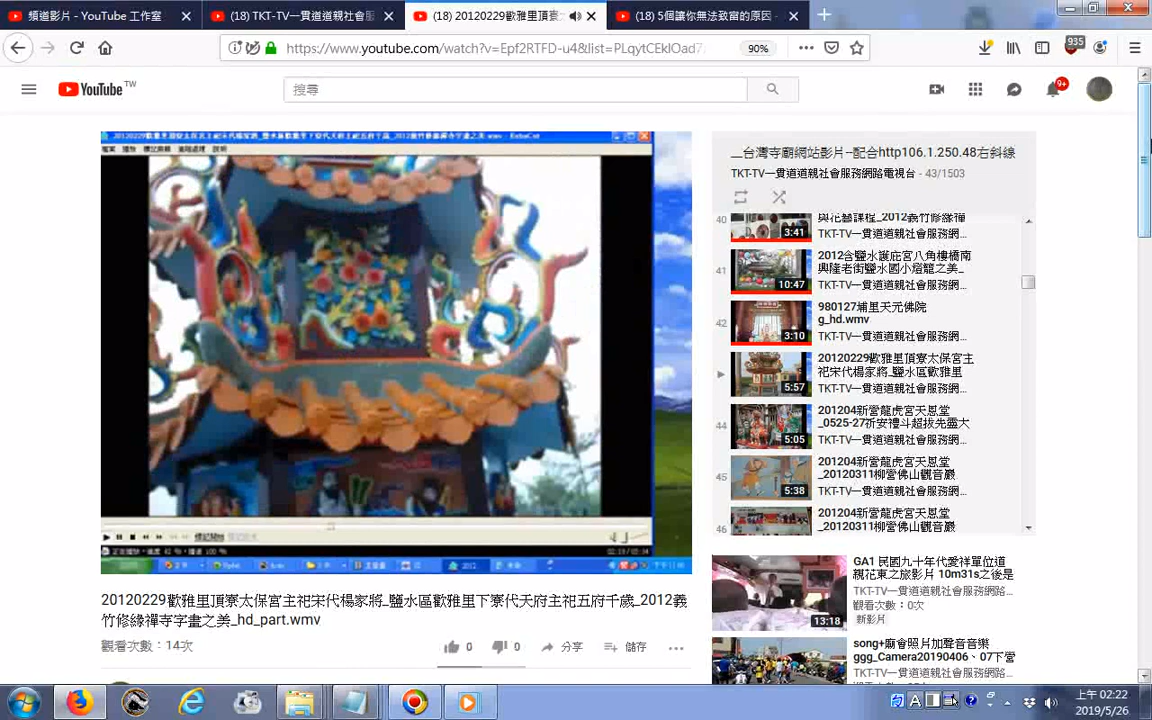 頻道影片 - YouTube 工作室
(18) TKT-TV一貫道道親社會服
(18) 20120229歡雅里頂寮
(18) 5個讓你無法致富的原因 -
https://www.youtube.com/watch?v=Epf2RTFD-u4&list=PLqytCEklOad7
90%
935
YouTube TW
搜尋
9+
__台灣寺廟網站影片--配合http106.1.250.48右斜線
TKT-TV一貫道道親社會服務網路電視台 - 43/1503
40
與花藝課程_2012義竹修緣禪
TKT-TV一貫道道親社會服務網...
3:41
41
2012含鹽水護庇宮八角樓橋南
興隆老街鹽水國小燈籠之美_
TKT-TV一貫道道親社會服務網...
10:47
42
980127埔里天元佛院
g_hd.wmv
TKT-TV一貫道道親社會服務網...
3:10
20120229歡雅里頂寮太保宮主
祀宋代楊家將_鹽水區歡雅里
TKT-TV一貫道道親社會服務網...
5:57
44
201204新營龍虎宮天恩堂
_0525-27祈安禮斗超拔先靈大
TKT-TV一貫道道親社會服務網...
5:05
45
201204新營龍虎宮天恩堂
_20120311柳營佛山觀音巖
TKT-TV一貫道道親社會服務網...
5:38
46
201204新營龍虎宮天恩堂
_20120311柳營佛山觀音巖
GA1 民國九十年代愛祥單位道
親花東之旅影片 10m31s之後是
TKT-TV一貫道道親社會服務網路...
觀看次數：0次
新影片
13:18
song+廟會照片加聲音音樂
ggg_Camera20190406、07下營
20120229歡雅里頂寮太保宮主祀宋代楊家將_鹽水區歡雅里下寮代天府主祀五府千歲_2012義
竹修緣禪寺字畫之美_hd_part.wmv
觀看次數：14次
0
0
分享
儲存
上午 02:22
2019/5/26